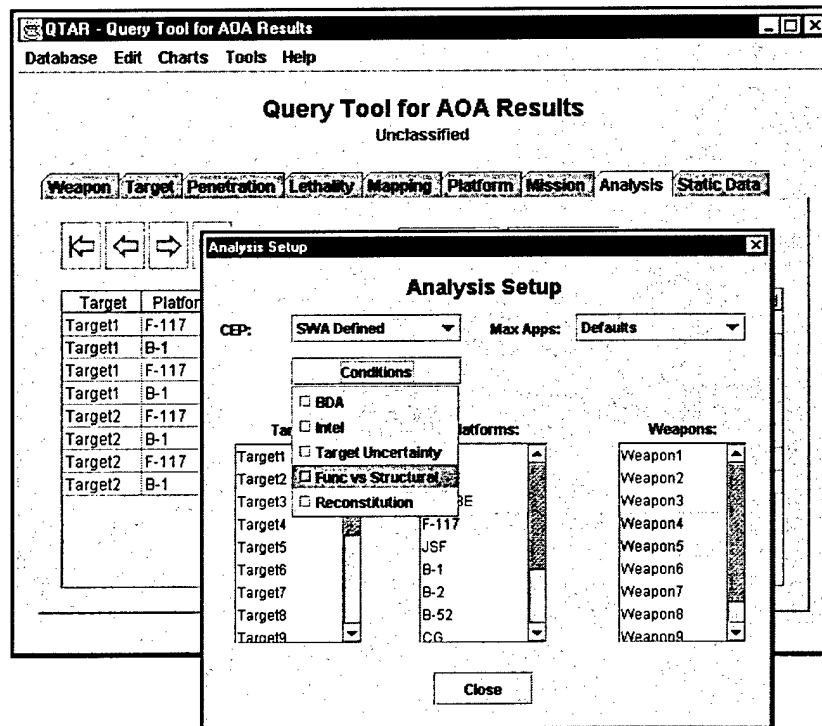 QTAR - Query Tool for AOA Results
Database Edit Charts Tools Help
Query Tool for AOA Results
Unclassified
Weapon Target Penetration Lethality Mapping Platform Mission Analysis Static Data
Target Platfor
Target1 F-117
Target1 B-1
Target1 F-117
Target1 B-1
Target2 F-117
Target2 B-1
Target2 F-117
Target2 B-1
Analysis Setup
Analysis Setup
CEP: SWA Defined Max Apps: Defaults
Conditions
BDA
Intel
Target Uncertainty
Func vs Structural
Reconstitution
Ta
Target1
Target2
Target3
Target4
Target5
Target6
Target7
Target8
Target9
latforms:
F-117
JSF
B-1
B-2
B-52
CG
Weapons:
Weapon1
Weapon2
Weapon3
Weapon4
Weapon5
Weapon6
Weapon7
Weapon8
Weapon9
Close